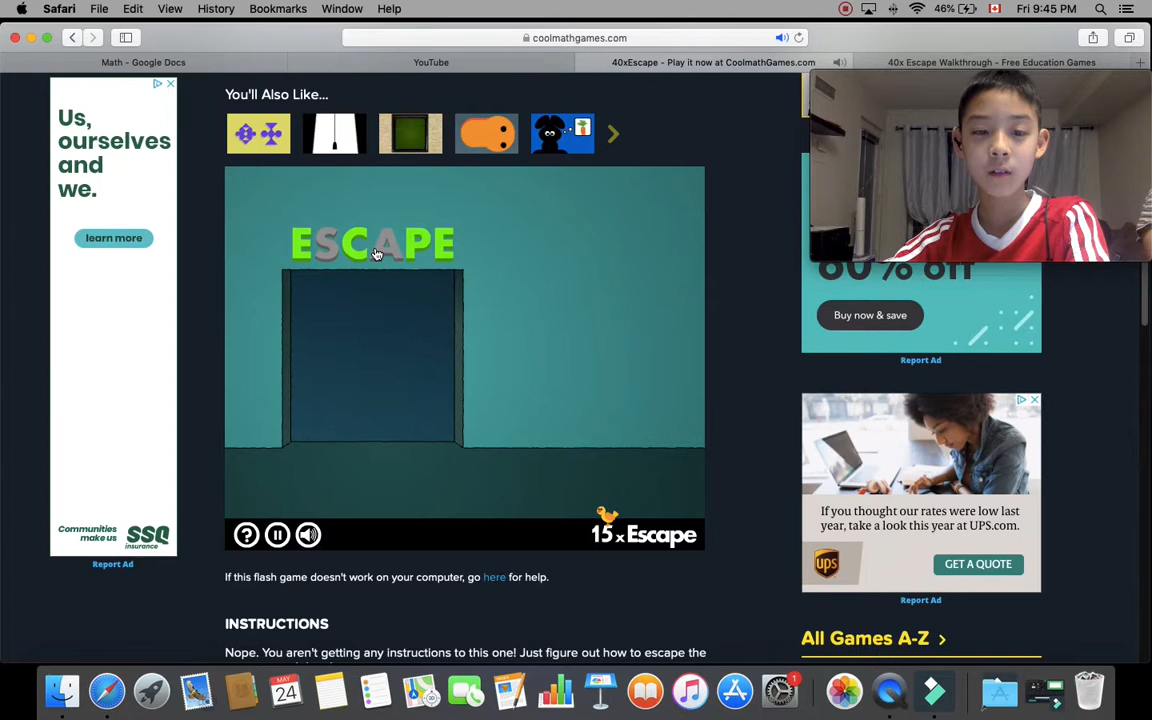 Safari File Edit View History Bookmarks Window Help 46% Fri 9:45 PM
coolmathgames.com
Math - Google Docs YouTube 40xEscape - Play it now at CoolmathGames.com 40x Escape Walkthrough - Free Education Games
You'll Also Like...
Us,
ourselves
and
we.
learn more
Communities
make us SSQ
insurance
Report Ad
ESCAPE
15xEscape
If this flash game doesn't work on your computer, go here for help.
INSTRUCTIONS
Nope. You aren't getting any instructions to this one! Just figure out how to escape the
60% off
Buy now & save
Report Ad
If you thought our rates were low last
year, take a look this year at UPS.com.
ups
GET A QUOTE
Report Ad
All Games A-Z >
MAY
24
1